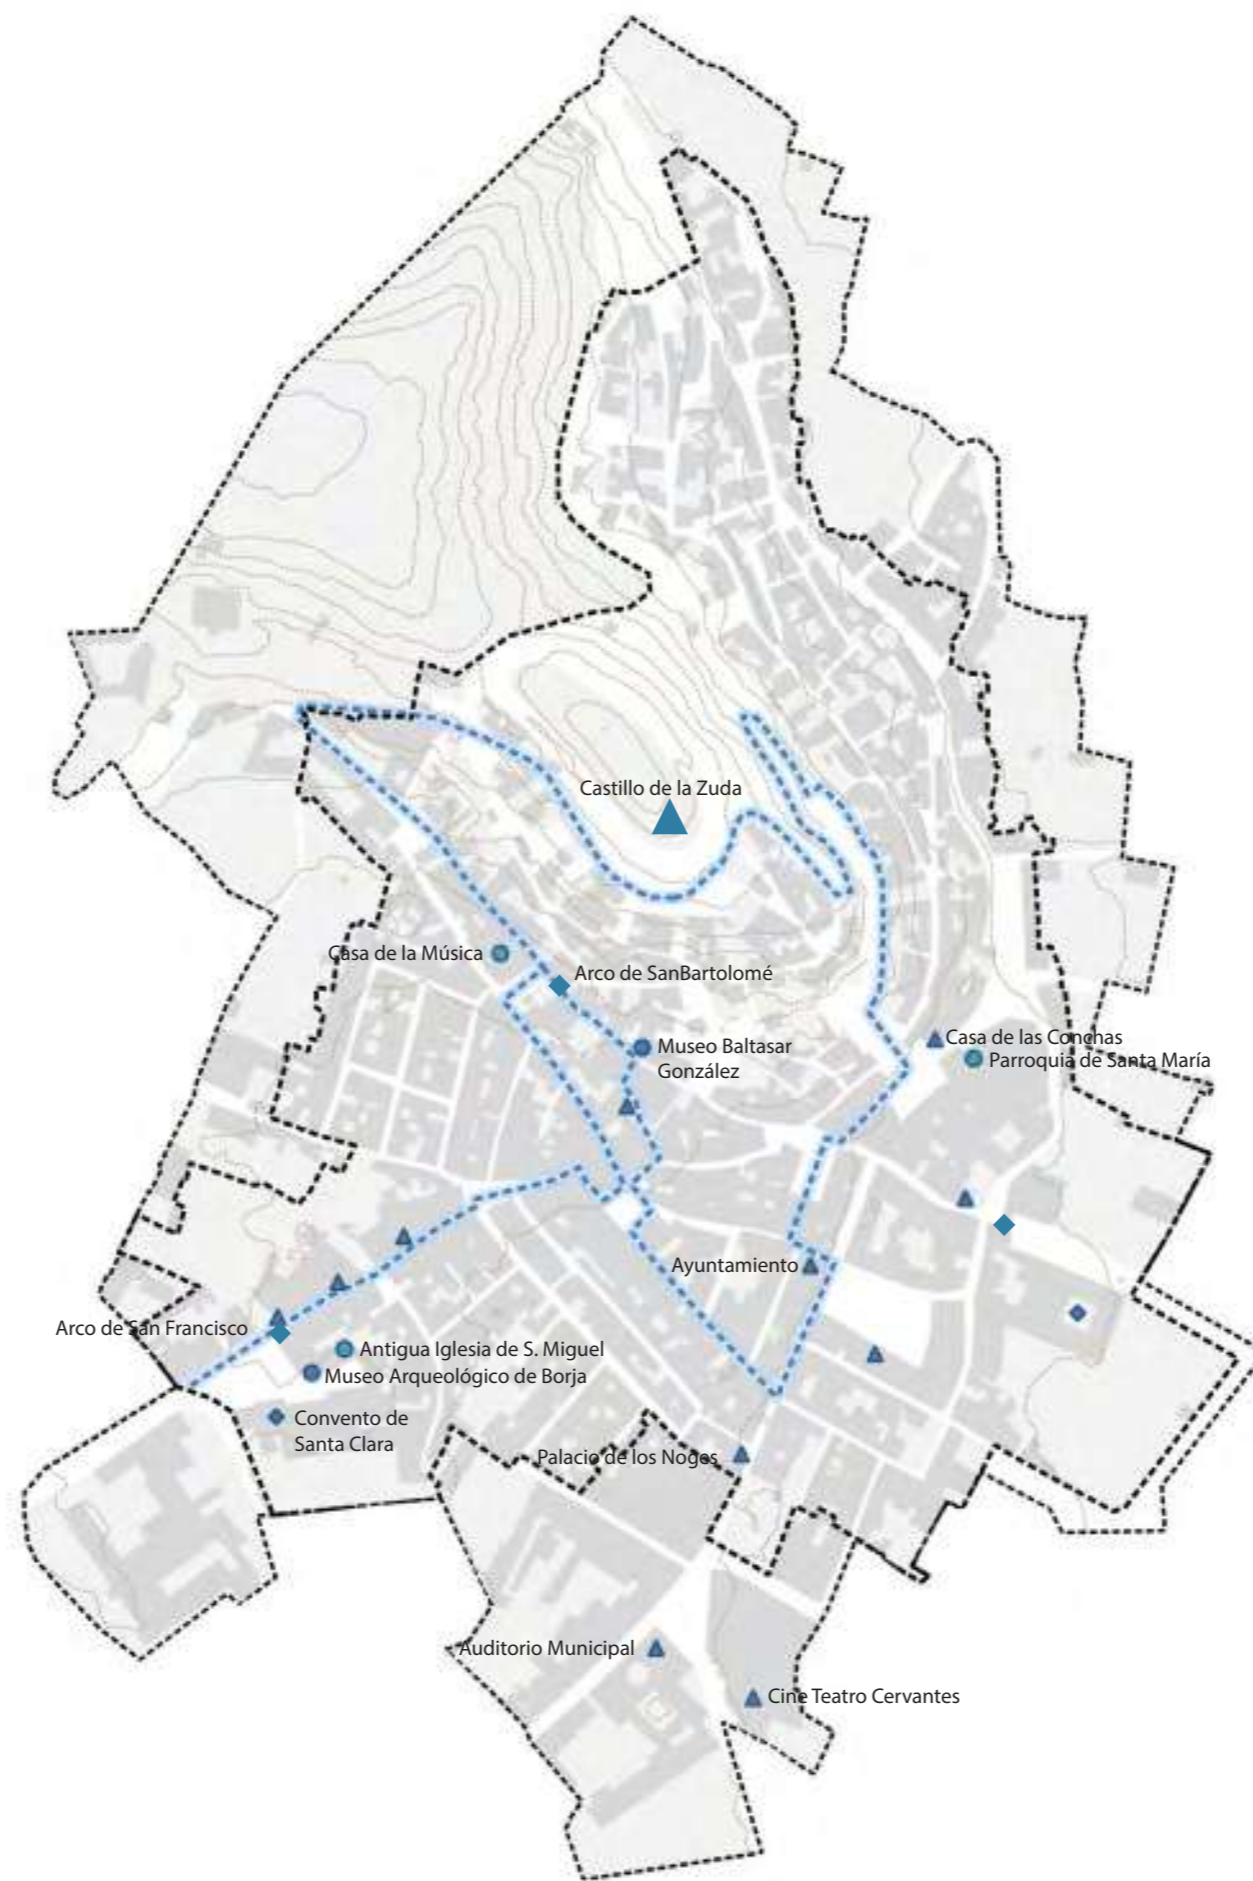 Castillo de la Zuda
Casa de la Música
Arco de SanBartolomé
Museo Baltasar
González
Casa de las Conchas
Parroquia de Santa María
Ayuntamiento
Arco de San Francisco
Antigua Iglesia de S. Miguel
Museo Arqueológico de Borja
Convento de
Santa Clara
Palacio de los Noges
Auditorio Municipal
Cine Teatro Cervantes